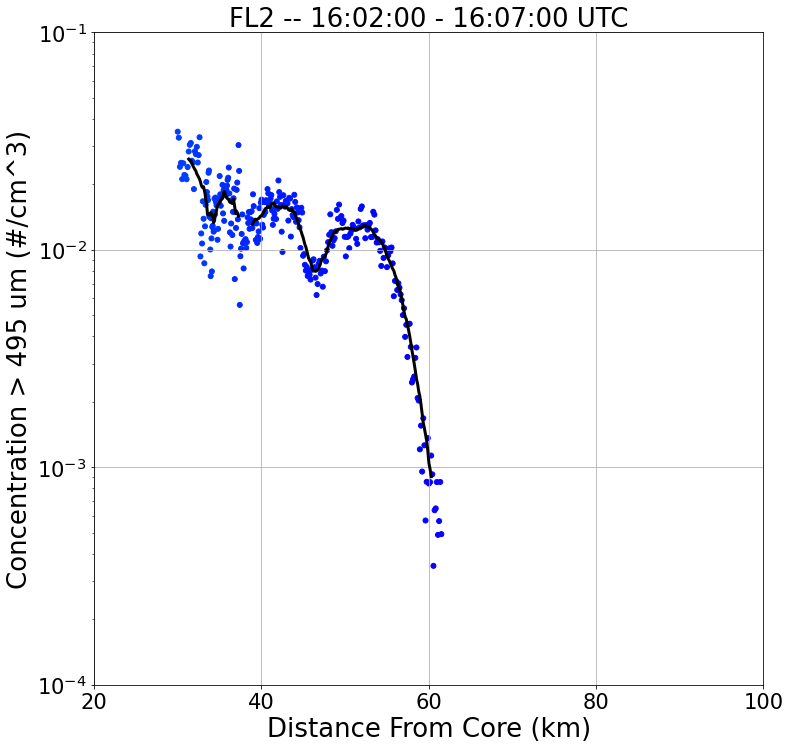 FL2 -- 16:02:00 - 16:07:00 UTC
Concentration > 495 um (#/cm^3)
10⁻¹
10⁻²
10⁻³
10⁻⁴
20 40 60 80 100
Distance From Core (km)